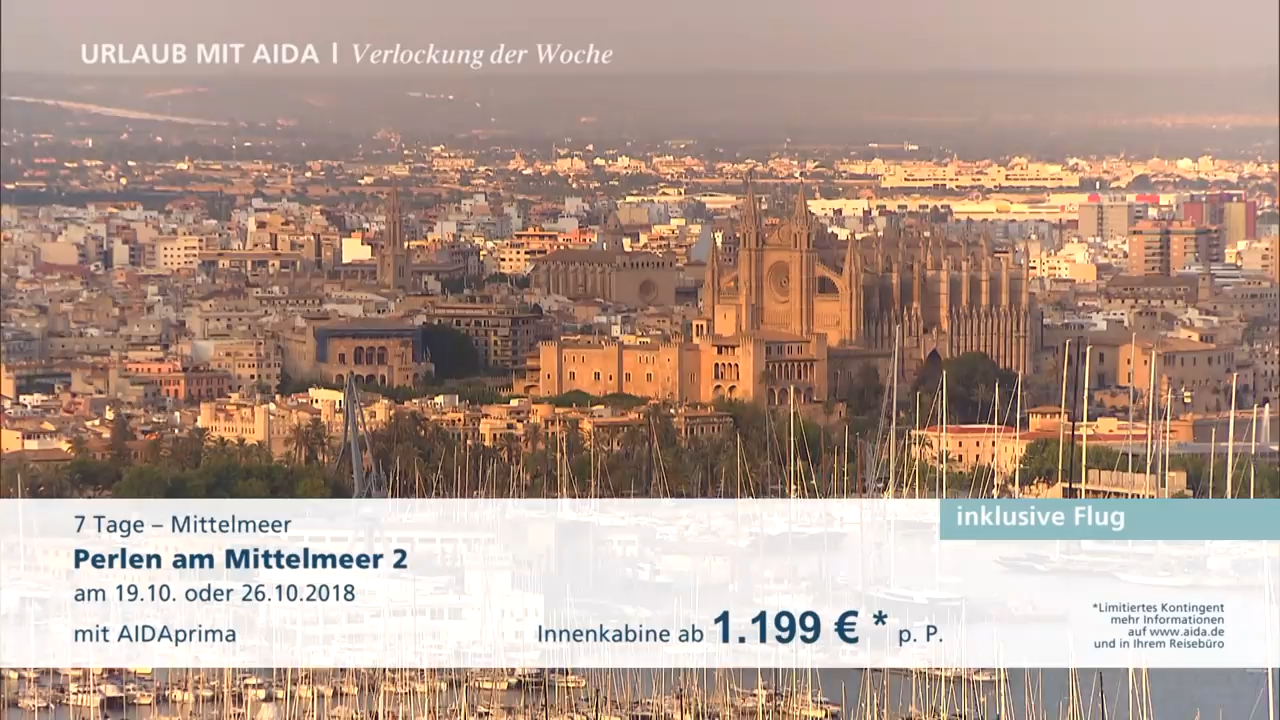 URLAUB MIT AIDA | Verlockung der Woche
7 Tage – Mittelmeer
inklusive Flug
Perlen am Mittelmeer 2
am 19.10. oder 26.10.2018
mit AIDAprima
Innenkabine ab 1.199 € * p. P.
*Limitiertes Kontingent
mehr Informationen
auf www.aida.de
und in Ihrem Reisebüro